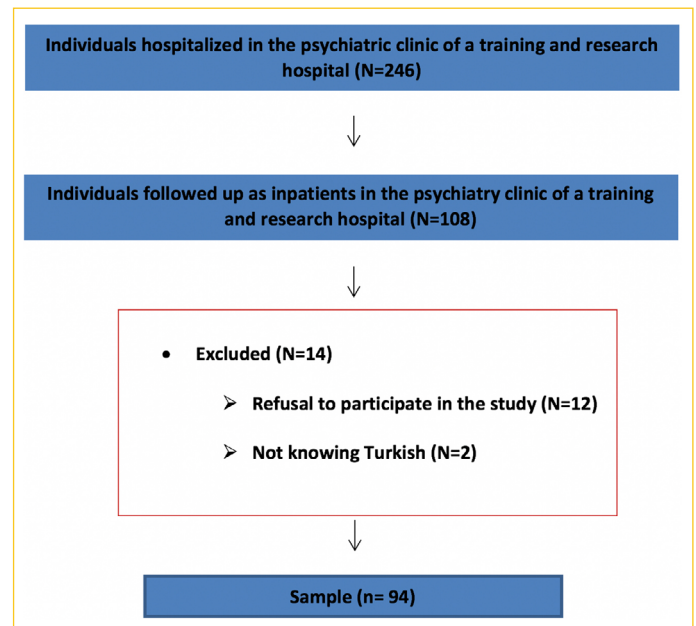 Individuals hospitalized in the psychiatric clinic of a training and research
hospital (N=246)
Individuals followed up as inpatients in the psychiatry clinic of a training
and research hospital (N=108)
• Excluded (N=14)
➢ Refusal to participate in the study (N=12)
➢ Not knowing Turkish (N=2)
Sample (n= 94)